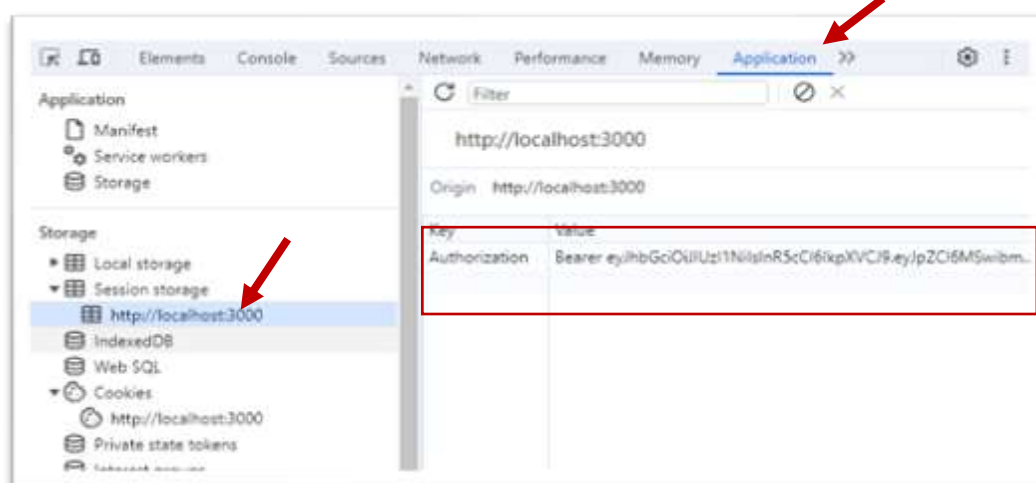 Elements Console Sources Network Performance Memory Application >>
Application
Manifest
Service workers
Storage
Storage
Local storage
Session storage
http://localhost:3000
IndexedDB
Web SQL
Cookies
http://localhost:3000
Private state tokens
Filter
http://localhost:3000
Origin http://localhost:3000
Key Value
Authorization Bearer